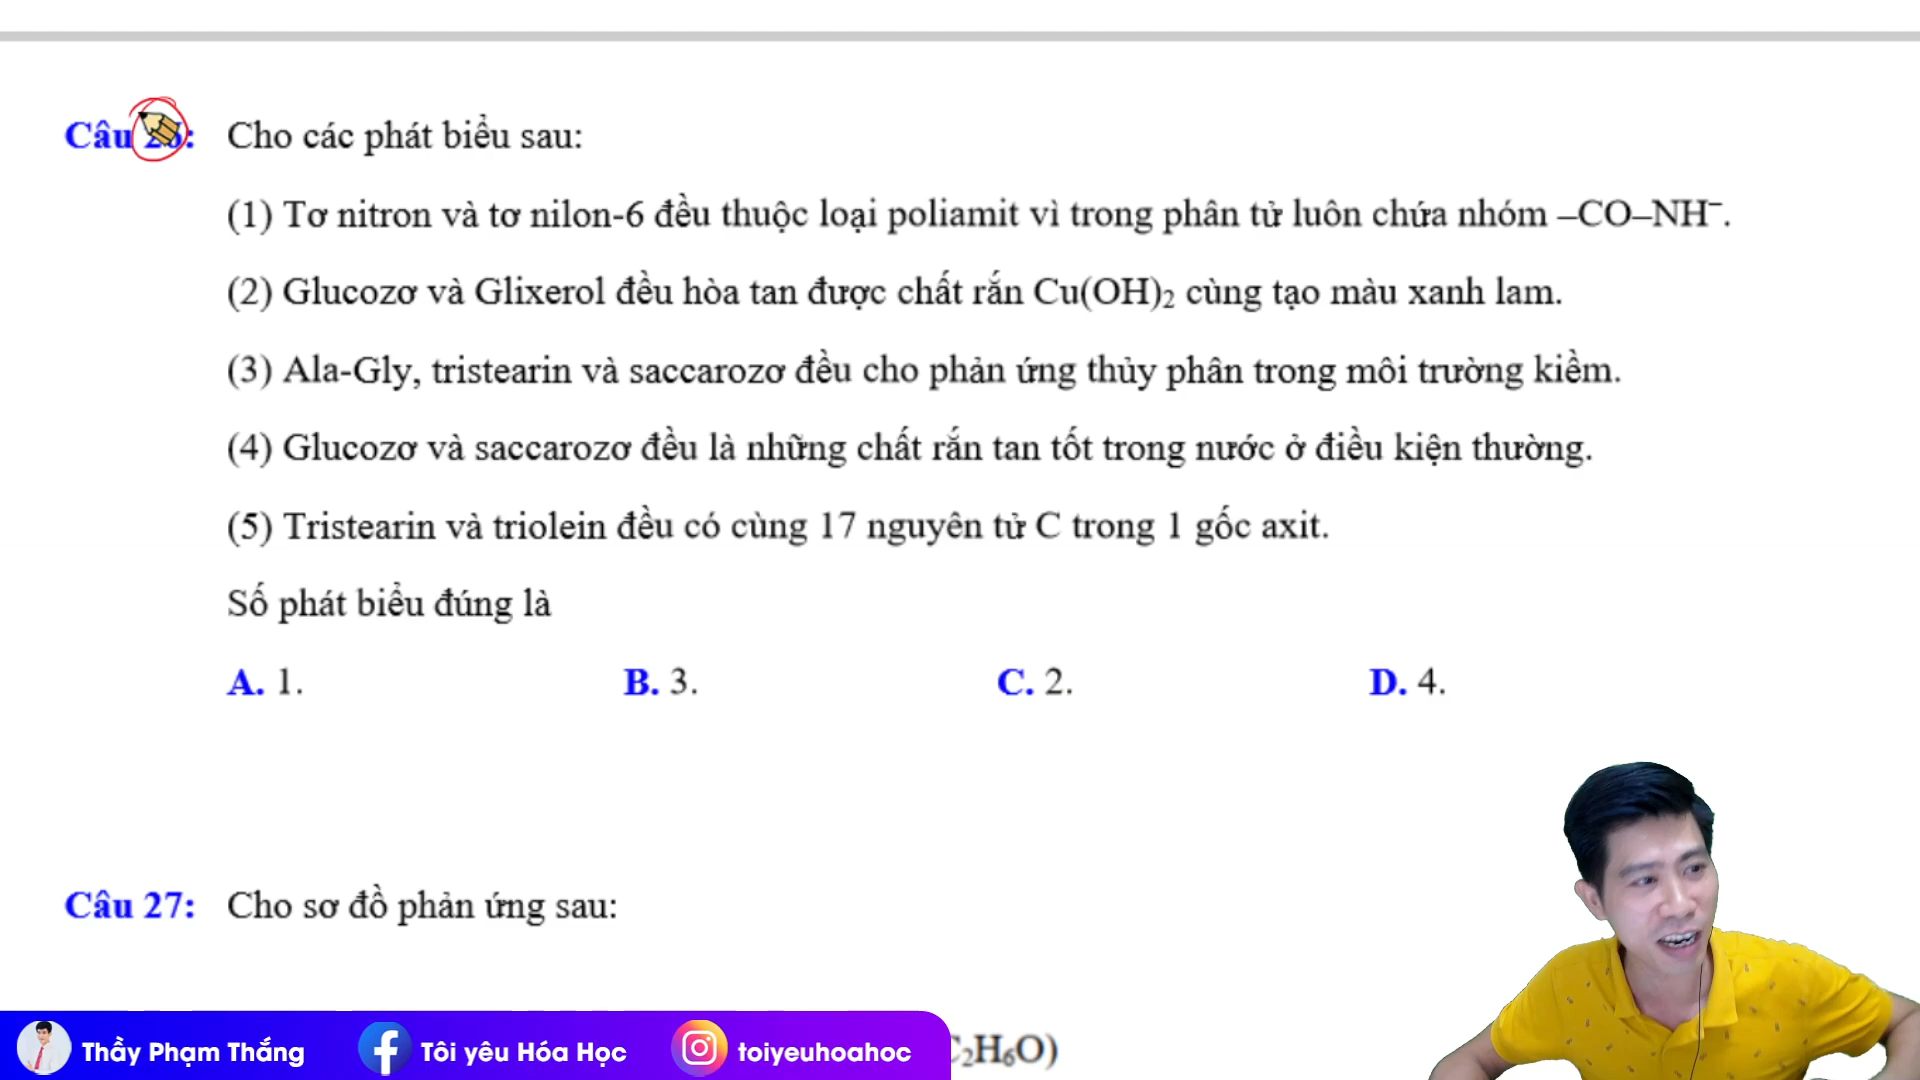 Câu Cho các phát biểu sau:
(1) Tơ nitron và tơ nilon-6 đều thuộc loại poliamit vì trong phân tử luôn chứa nhóm –CO–NH⁻.
(2) Glucozơ và Glixerol đều hòa tan được chất rắn Cu(OH)₂ cùng tạo màu xanh lam.
(3) Ala-Gly, tristearin và saccarozơ đều cho phản ứng thủy phân trong môi trường kiềm.
(4) Glucozơ và saccarozơ đều là những chất rắn tan tốt trong nước ở điều kiện thường.
(5) Tristearin và triolein đều có cùng 17 nguyên tử C trong 1 gốc axit.
Số phát biểu đúng là
A. 1. B. 3. C. 2. D. 4.
Câu 27: Cho sơ đồ phản ứng sau:
Thầy Phạm Thắng Tôi yêu Hóa Học toiyeuhoahoc C₂H₆O)